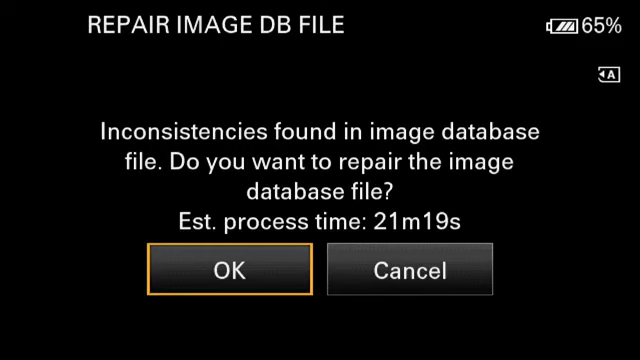 REPAIR IMAGE DB FILE
65%
A
Inconsistencies found in image database
file. Do you want to repair the image
database file?
Est. process time: 21m19s
OK
Cancel